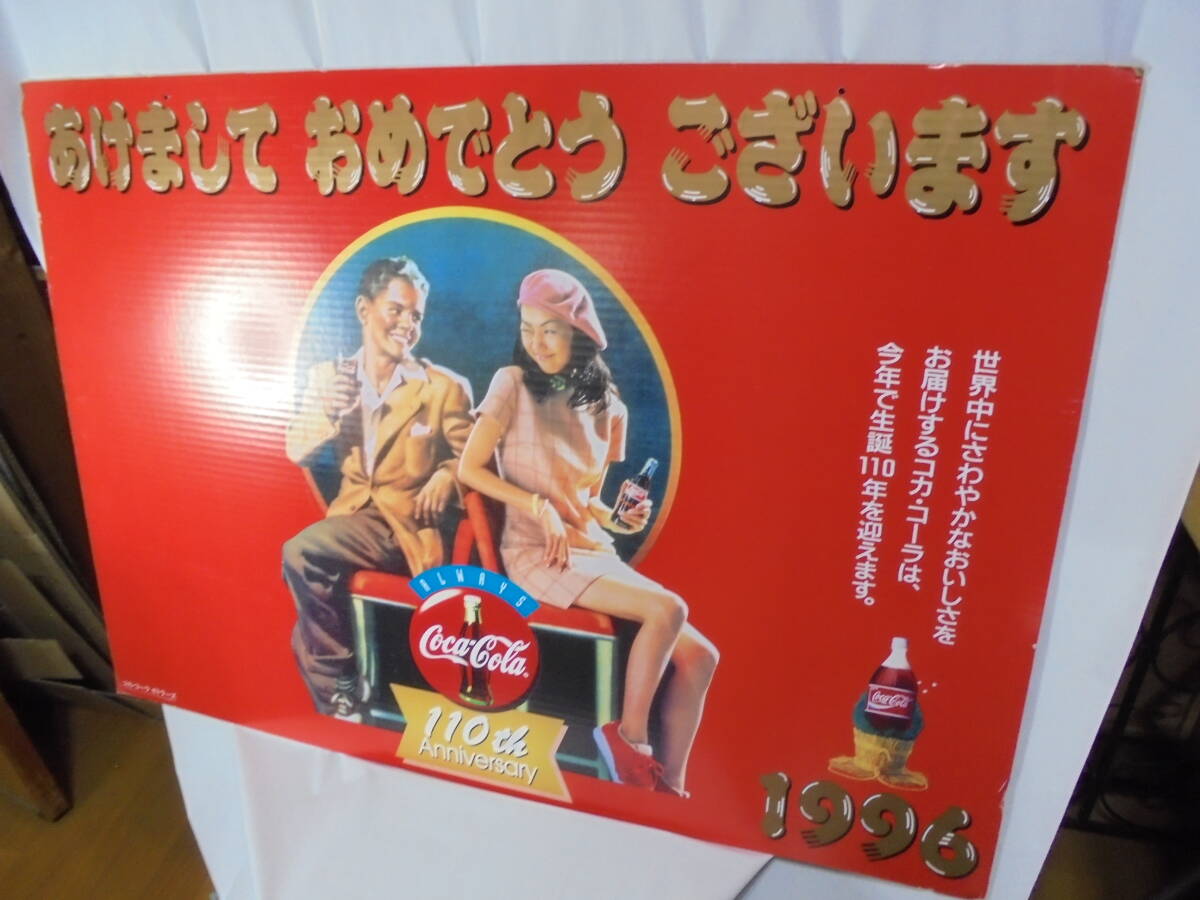 あけまして おめでとう ございます
世界中にさわやかなおいしさを
お届けするコカ・コーラは、
今年で生誕110年を迎えます。
ALWAYS
Coca-Cola
110th
Anniversary
Coca-Cola
1996